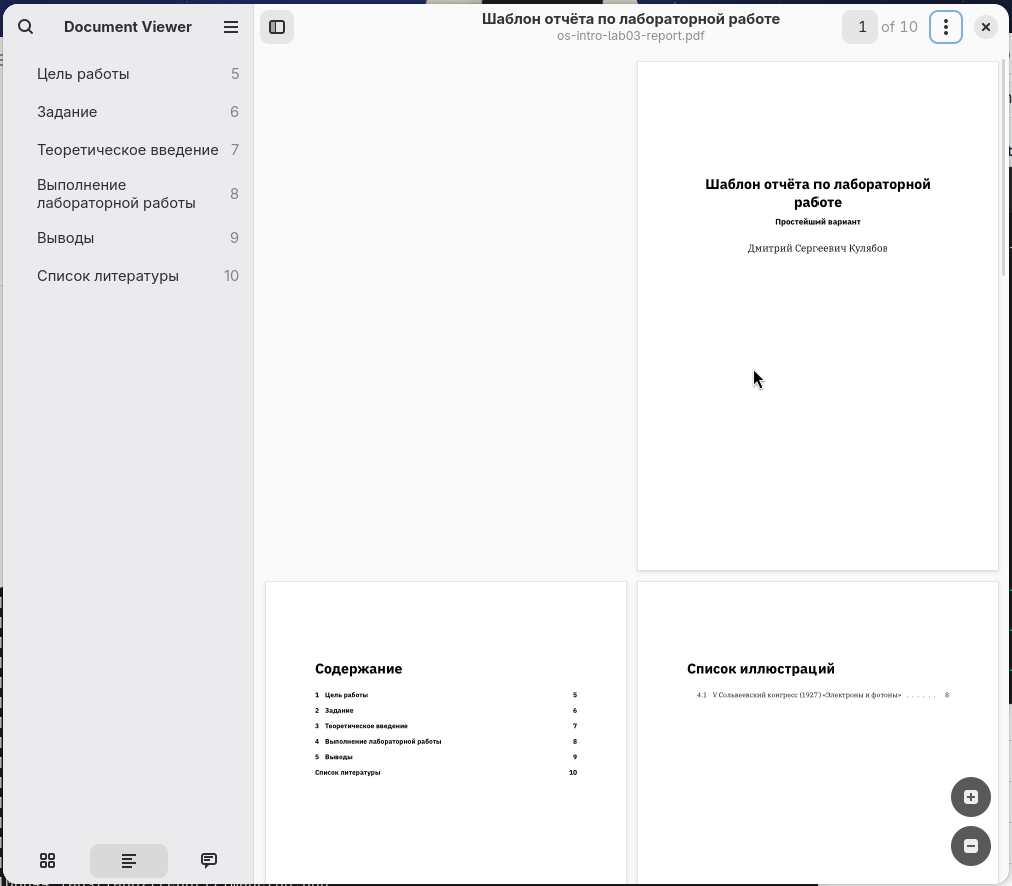 Document Viewer
Цель работы 5
Задание 6
Теоретическое введение 7
Выполнение
лабораторной работы 8
Выводы 9
Список литературы 10
Шаблон отчёта по лабораторной работе
os-intro-lab03-report.pdf
1 of 10
Шаблон отчёта по лабораторной
работе
Простейший вариант
Дмитрий Сергеевич Кулябов
Содержание
1 Цель работы 5
2 Задание 6
3 Теоретическое введение 7
4 Выполнение лабораторной работы 8
5 Выводы 9
Список литературы 10
Список иллюстраций
4.1 V Сольвеевский конгресс (1927) «Электроны и фотоны» . . . . . . 8